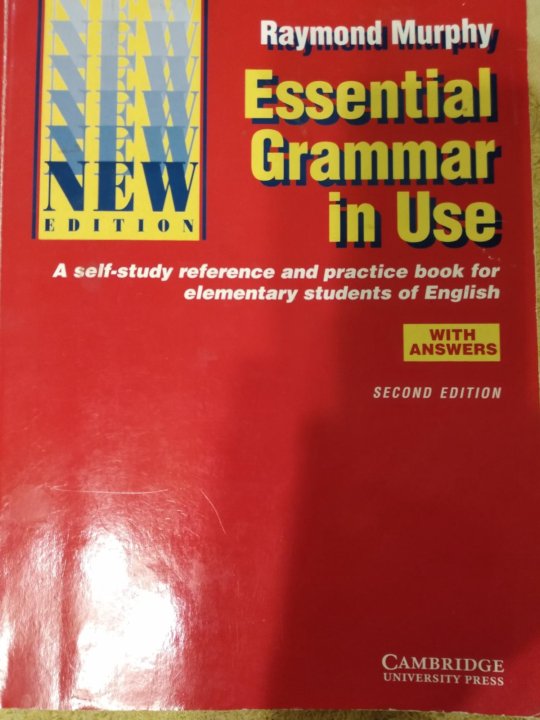 NEW
NEW
NEW
NEW
NEW
NEW
EDITION
Raymond Murphy
Essential
Grammar
in Use
A self-study reference and practice book for
elementary students of English
WITH
ANSWERS
SECOND EDITION
CAMBRIDGE
UNIVERSITY PRESS